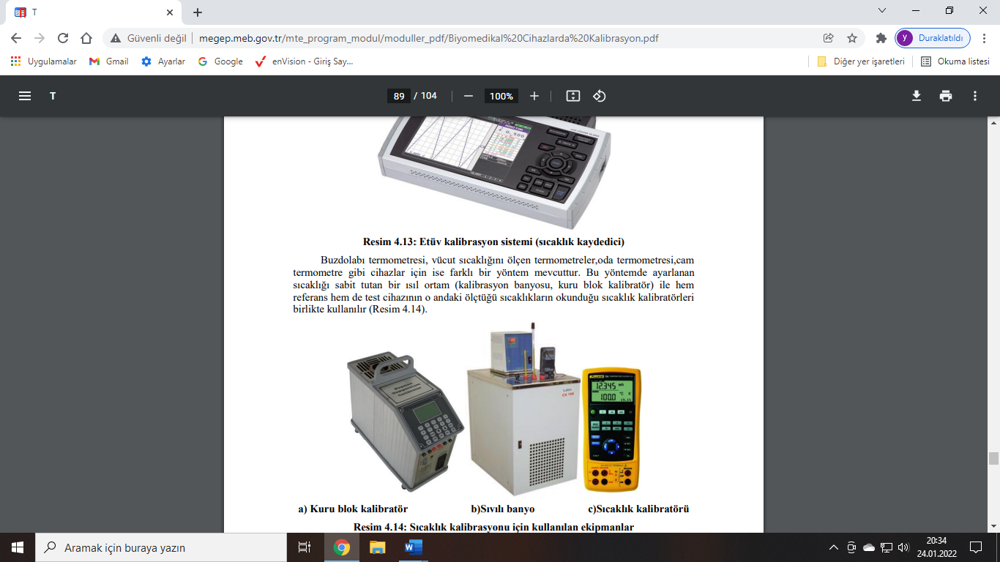 T
Güvenli değil
megep.meb.gov.tr/mte_program_modul/moduller_pdf/Biyomedikal%20Cihazlarda%20Kalibrasyon.pdf
y Duraklatıldı
Uygulamalar Gmail Ayarlar Google enVision - Giriş Say... Diğer yer işaretleri Okuma listesi
T 89 / 104 100%
0.500
Resim 4.13: Etüv kalibrasyon sistemi (sıcaklık kaydedici)
Buzdolabı termometresi, vücut sıcaklığını ölçen termometreler,oda termometresi,cam
termometre gibi cihazlar için ise farklı bir yöntem mevcuttur. Bu yöntemde ayarlanan
sıcaklığı sabit tutan bir ısıl ortam (kalibrasyon banyosu, kuru blok kalibratör) ile hem
referans hem de test cihazının o andaki ölçtüğü sıcaklıkların okunduğu sıcaklık kalibratörleri
birlikte kullanılır (Resim 4.14).
FLUKE
12.345 mA
100.0 °C
a) Kuru blok kalibratör b)Sıvılı banyo c)Sıcaklık kalibratörü
Resim 4.14: Sıcaklık kalibrasyonu için kullanılan ekipmanlar
Aramak için buraya yazın
20:34
24.01.2022